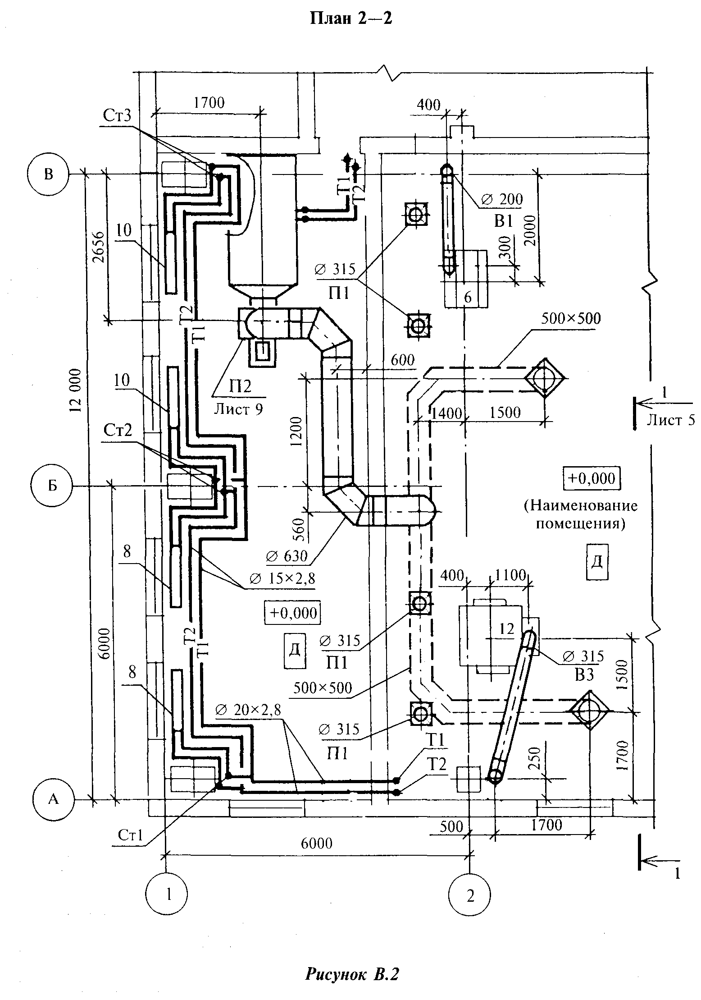 План 2—2
1700
400
Ст3
В
Т1
Т2
∅ 200
В1
2000
300
10
2656
∅ 315
П1
6
Т2
Т1
500×500
600
12 000
10
П2
Лист 9
1
Лист 5
1400
1500
1200
Ст2
+0,000
Б
(Наименование
помещения)
560
8
∅ 630
Д
∅ 15×2,8
400
1100
+0,000
6000
Т2
Т1
Д
12
∅ 315
П1
∅ 315
В3
1500
8
500×500
∅ 20×2,8
∅ 315
П1
Т1
Т2
250
1700
А
Ст1
500
1700
6000
1
1
2
Рисунок В.2